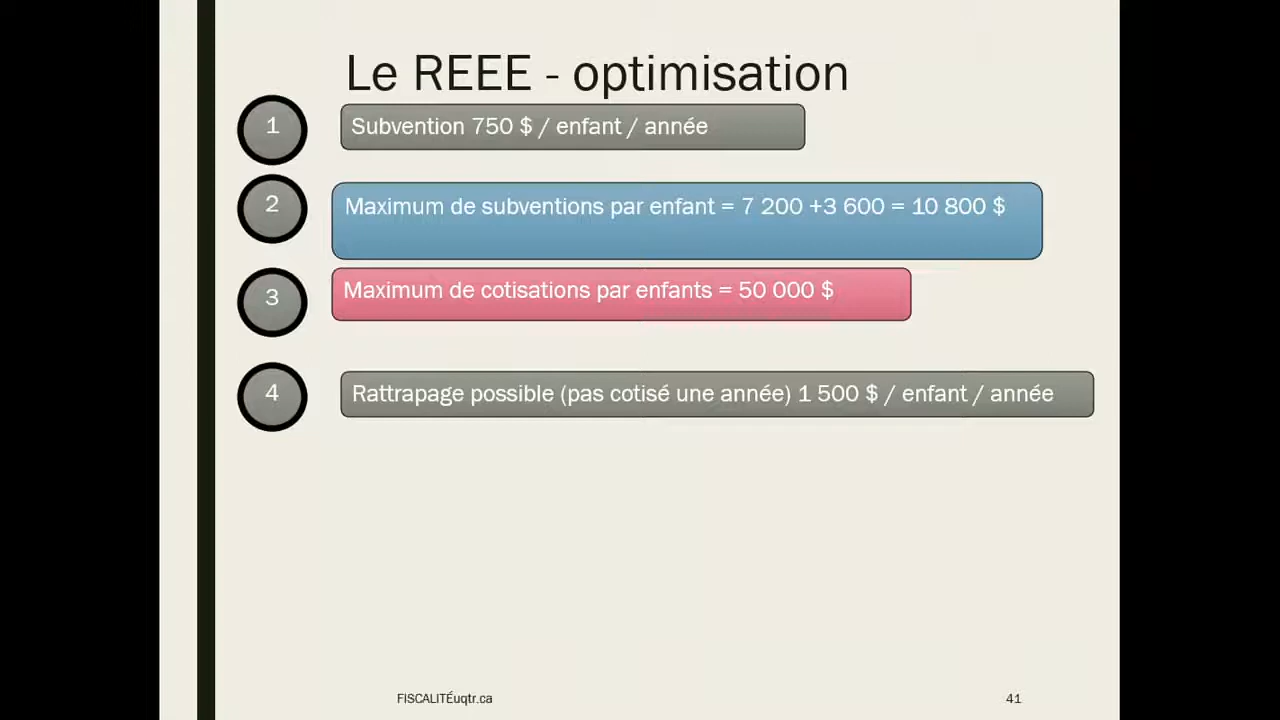 Le REEE - optimisation
1
Subvention 750 $ / enfant / année
2
Maximum de subventions par enfant = 7 200 +3 600 = 10 800 $
3
Maximum de cotisations par enfants = 50 000 $
4
Rattrapage possible (pas cotisé une année) 1 500 $ / enfant / année
FISCALITÉuqtr.ca
41